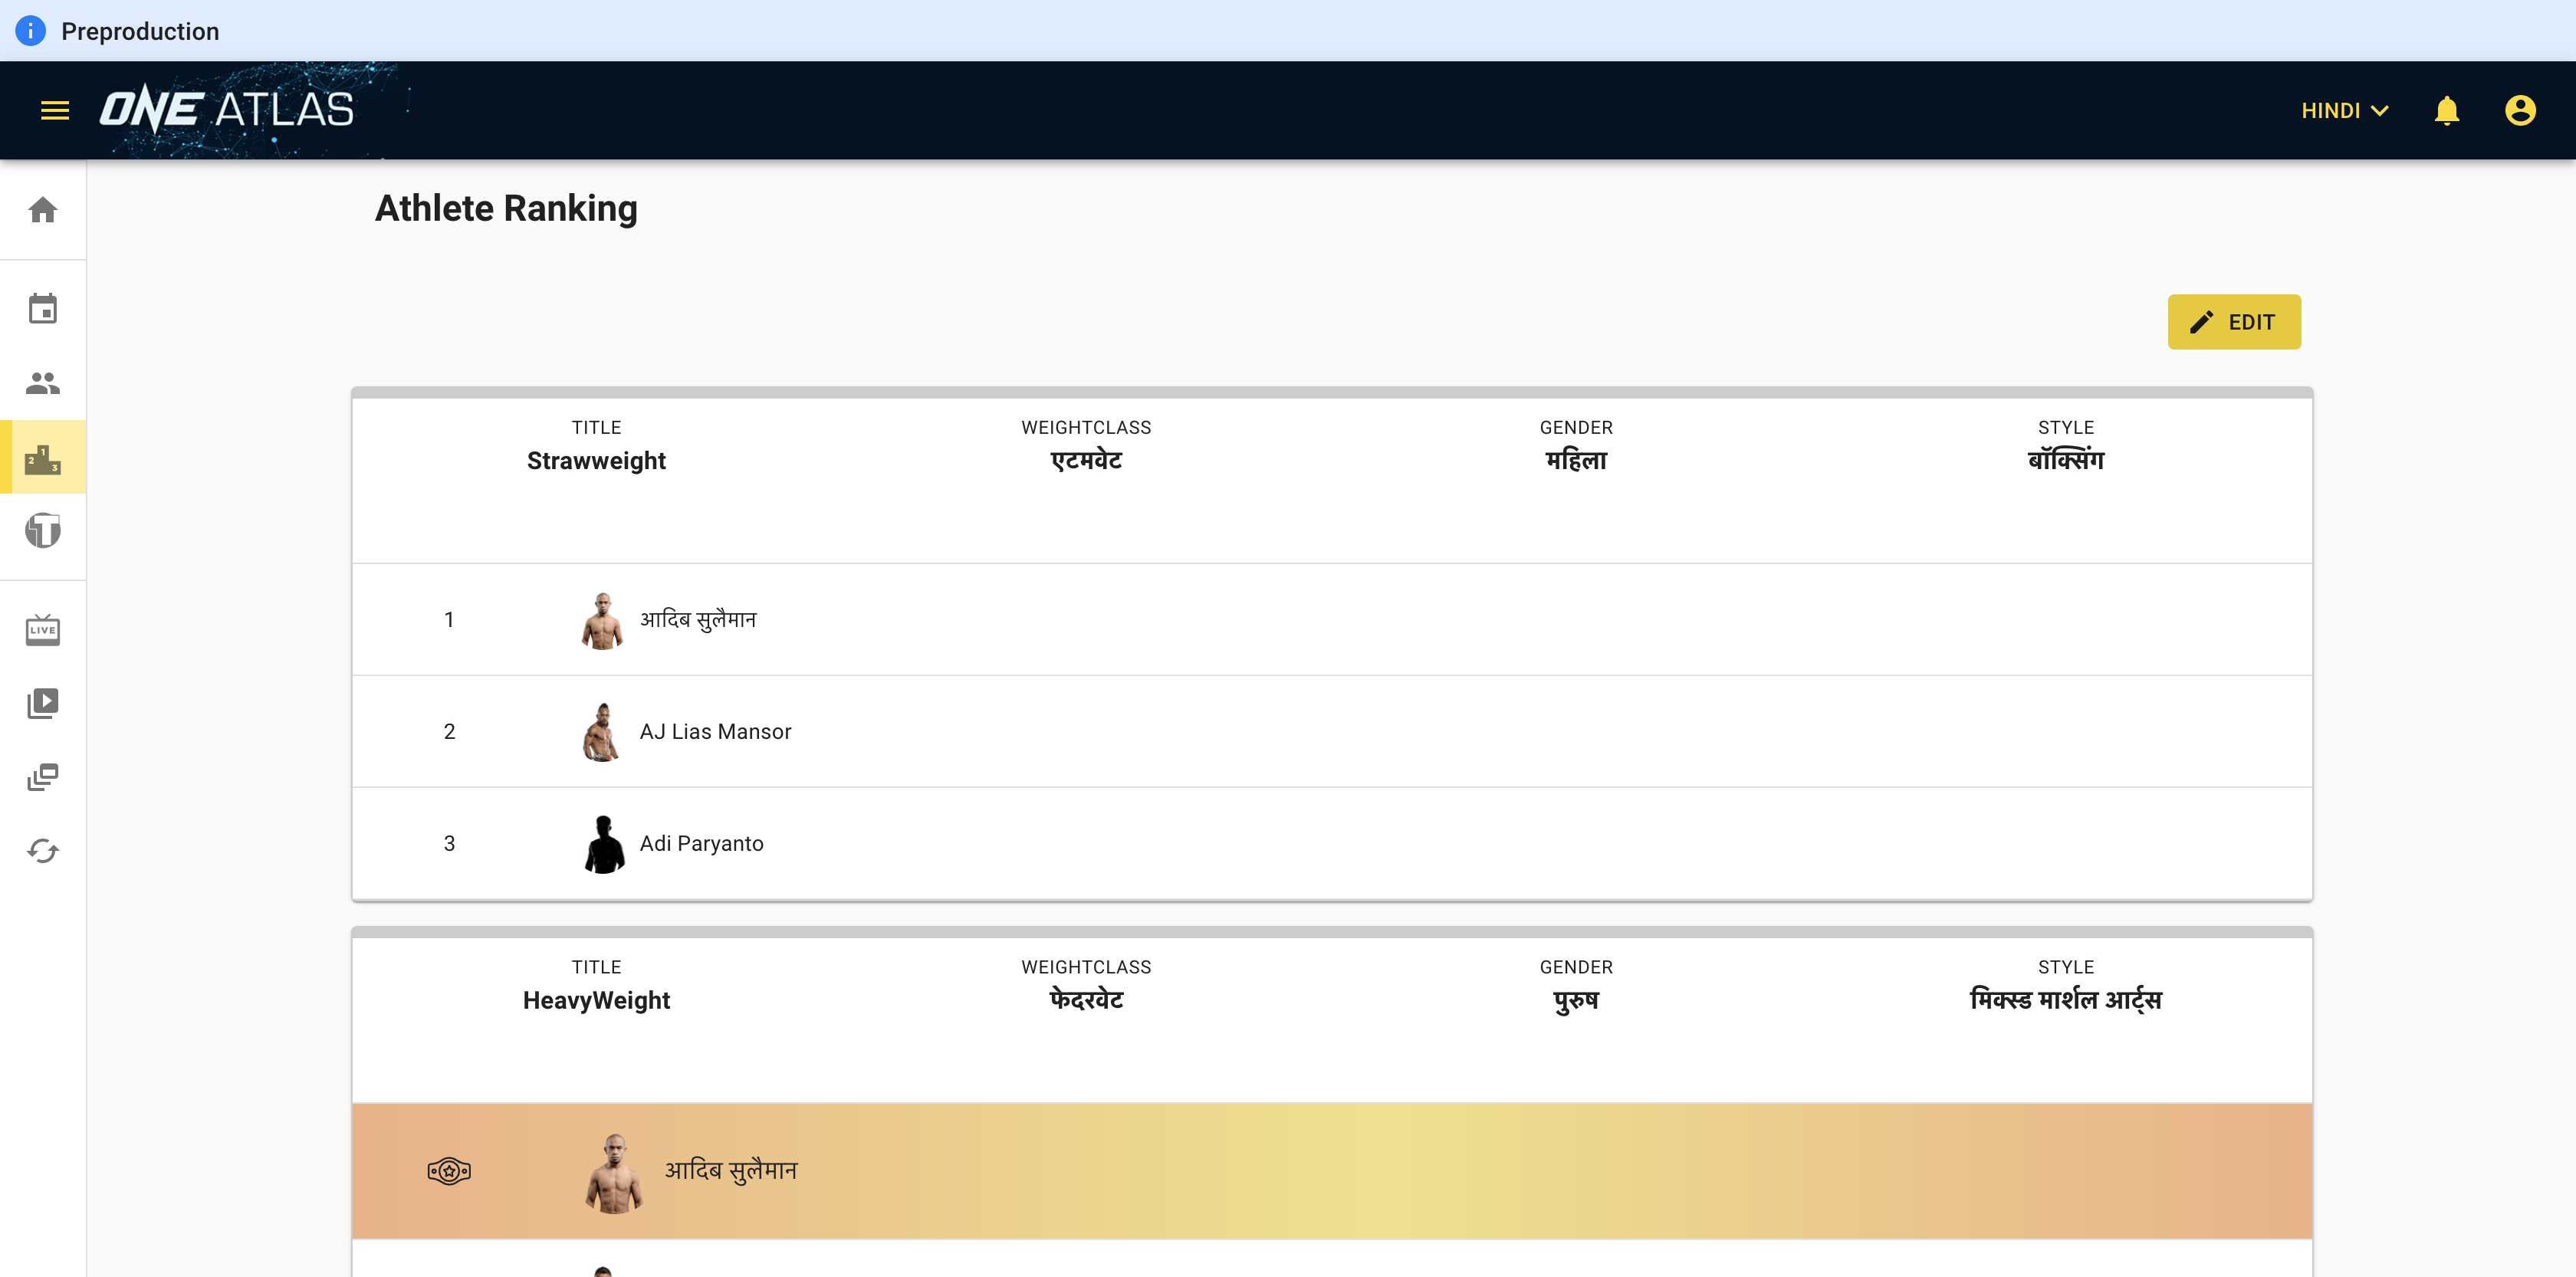 Preproduction
ONE ATLAS
HINDI
Athlete Ranking
EDIT
TITLE WEIGHTCLASS GENDER STYLE
Strawweight एटमवेट महिला बॉक्सिंग
1 आदिब सुलैमान
2 AJ Lias Mansor
3 Adi Paryanto
LIVE
TITLE WEIGHTCLASS GENDER STYLE
HeavyWeight फेदरवेट पुरुष मिक्स्ड मार्शल आर्ट्स
आदिब सुलैमान